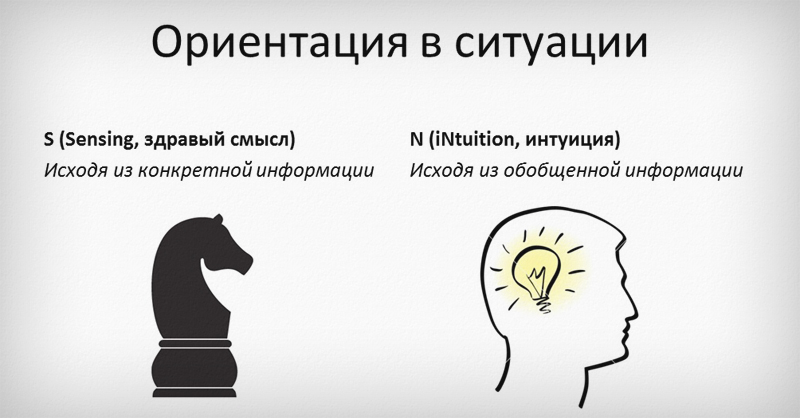 Ориентация в ситуации
S (Sensing, здравый смысл)
Исходя из конкретной информации
N (iNtuition, интуиция)
Исходя из обобщенной информации